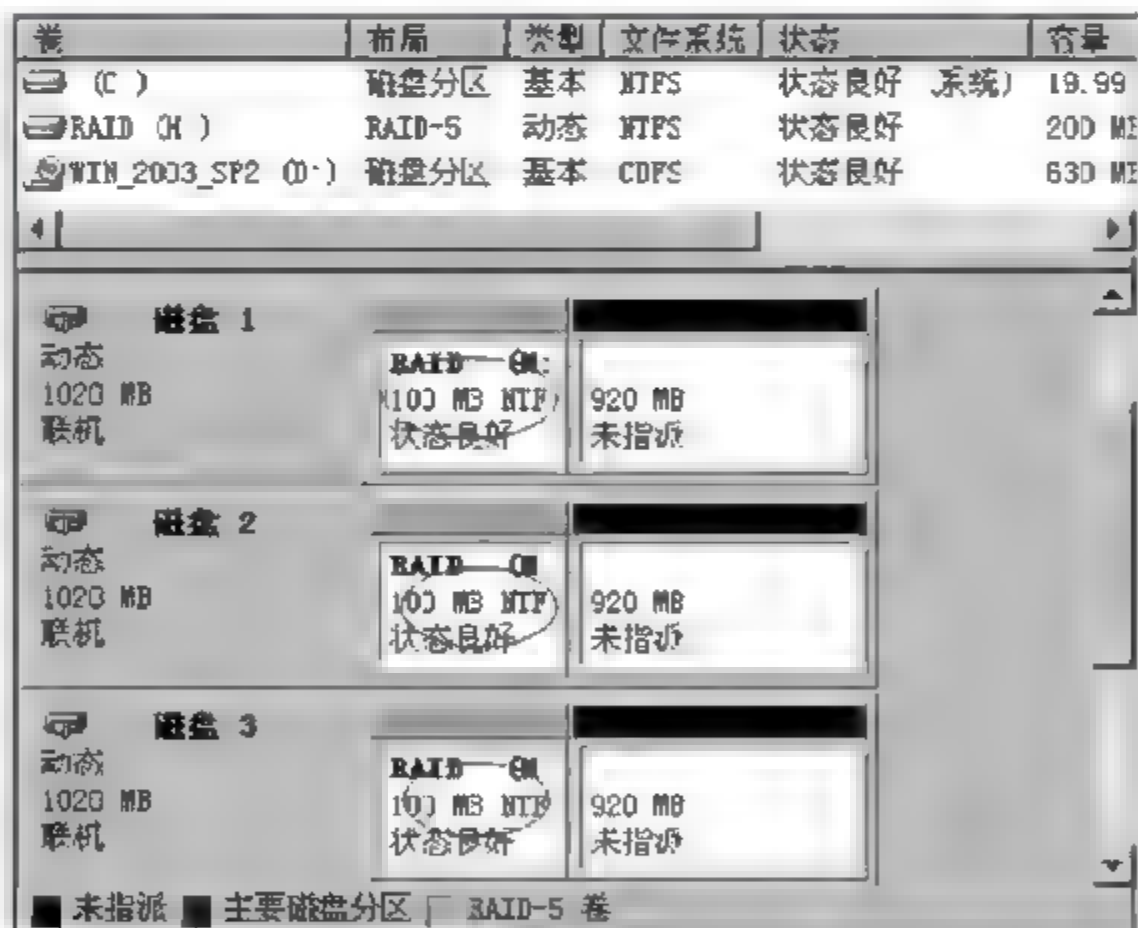 卷 布局 类型 文件系统 状态 容量
(C ) 磁盘分区 基本 NTFS 状态良好 系统) 19.99
RAID (H ) RAID-5 动态 NTFS 状态良好 200 MB
WIN_2003_SP2 (D:) 磁盘分区 基本 CDFS 状态良好 630 MB
磁盘 1
动态
1020 MB
联机
RAID (H:
100 MB NTF
状态良好
920 MB
未指派
磁盘 2
动态
1020 MB
联机
RAID (H
100 MB NTF
状态良好
920 MB
未指派
磁盘 3
动态
1020 MB
联机
RAID (H
100 MB NTF
状态良好
920 MB
未指派
未指派 主要磁盘分区 RAID-5 卷